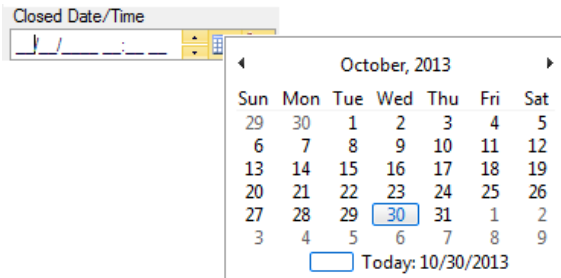 Closed Date/Time
__/__/____ __:__ __
October, 2013
Sun Mon Tue Wed Thu Fri Sat
29 30 1 2 3 4 5
6 7 8 9 10 11 12
13 14 15 16 17 18 19
20 21 22 23 24 25 26
27 28 29 30 31 1 2
3 4 5 6 7 8 9
Today: 10/30/2013